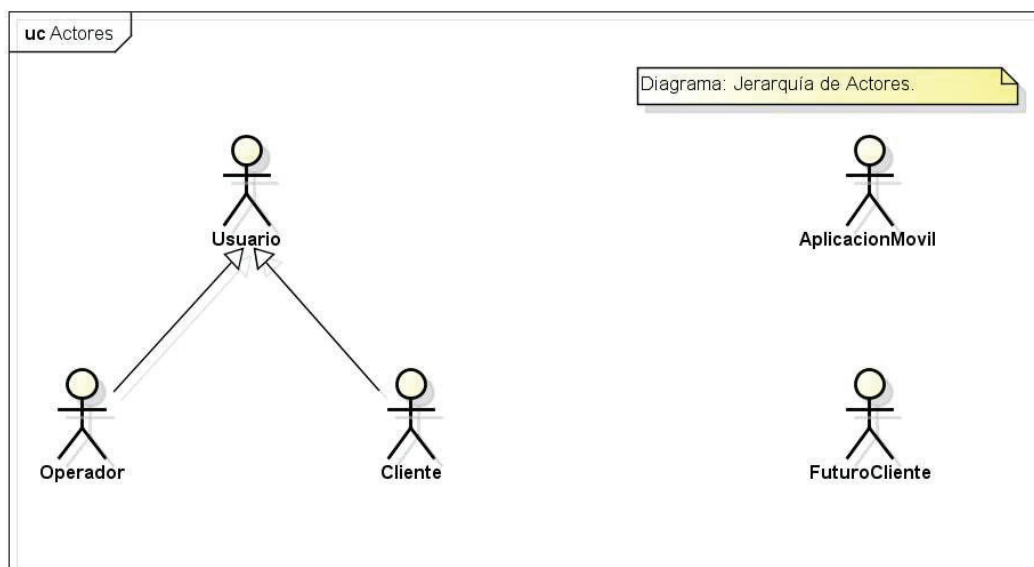 uc Actores
Diagrama: Jerarquía de Actores.
Usuario
AplicacionMovil
Operador
Cliente
FuturoCliente